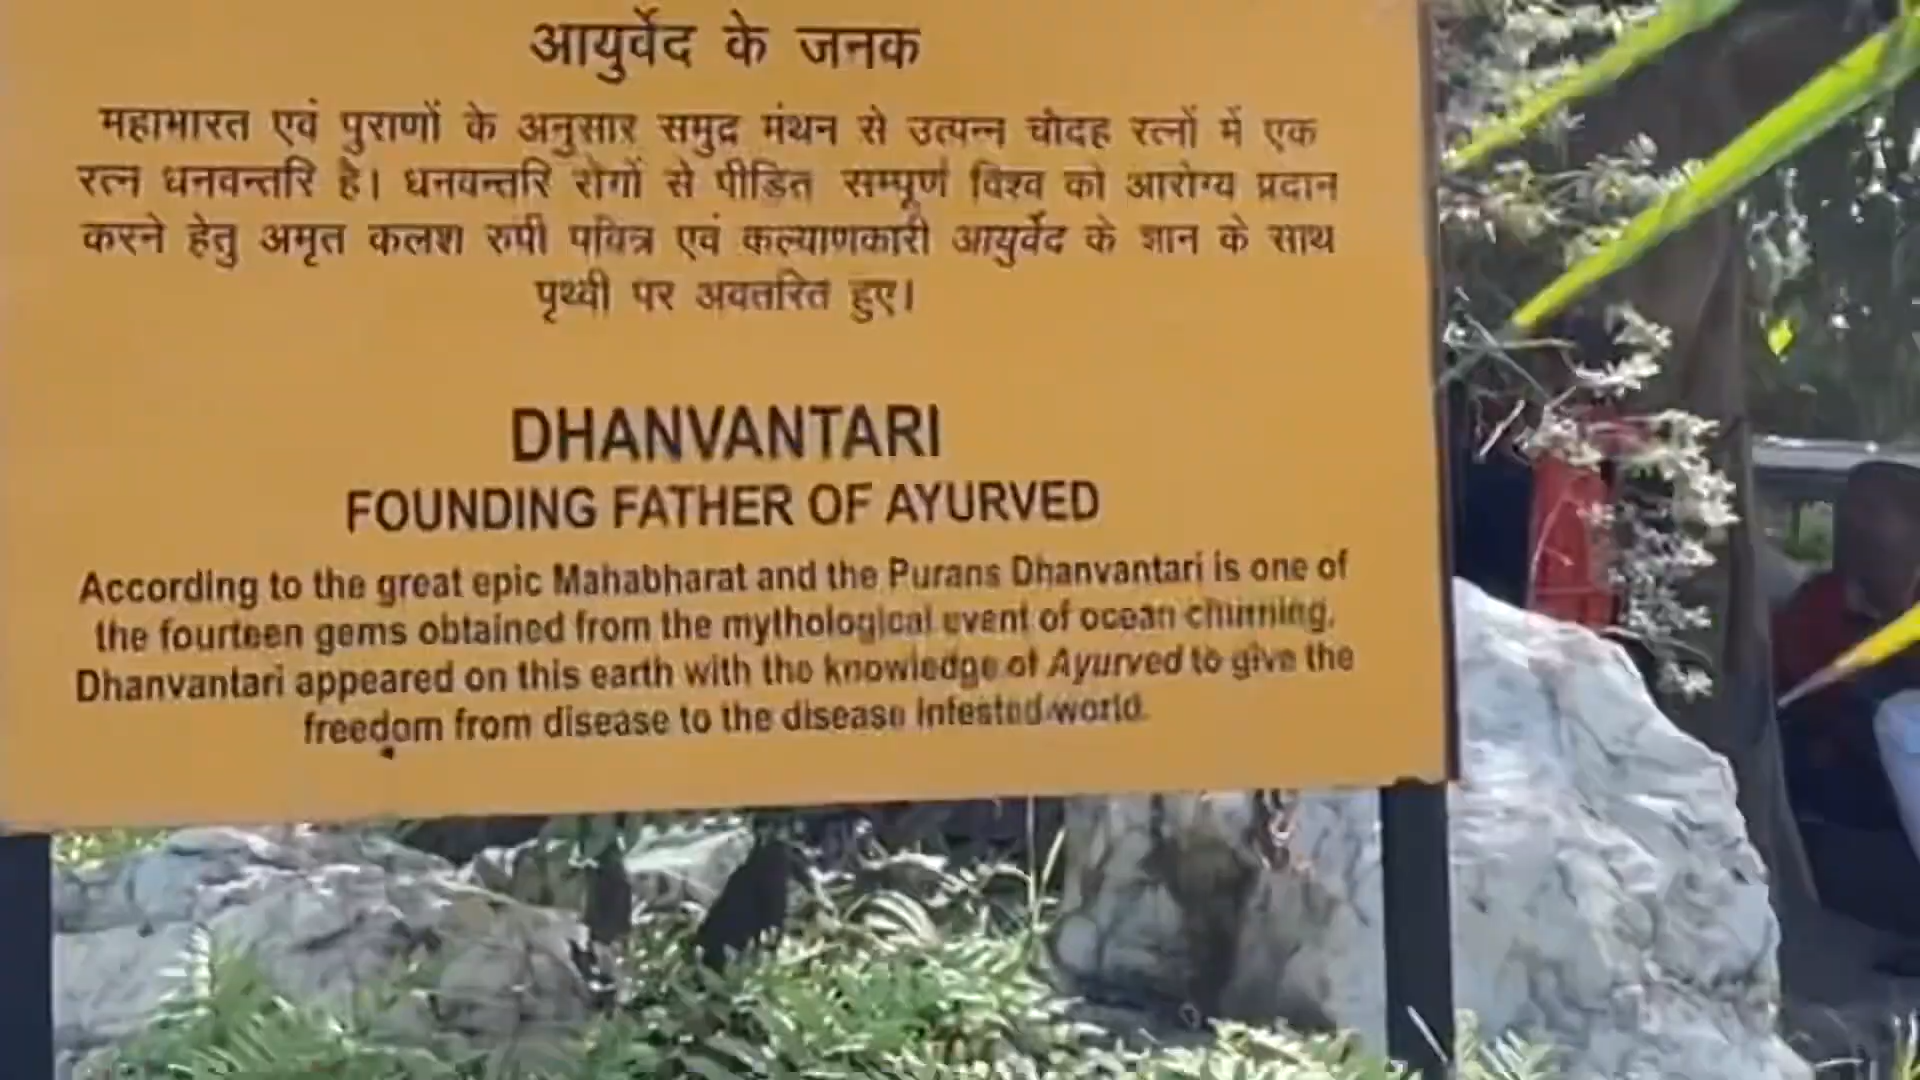 आयुर्वेद के जनक
महाभारत एवं पुराणों के अनुसार समुद्र मंथन से उत्पन्न चौदह रत्नों में एक
रत्न धनवन्तरि है। धनवन्तरि रोगों से पीड़ित सम्पूर्ण विश्व को आरोग्य प्रदान
करने हेतु अमृत कलश रुपी पवित्र एवं कल्याणकारी आयुर्वेद के ज्ञान के साथ
पृथ्वी पर अवतरित हुए।
DHANVANTARI
FOUNDING FATHER OF AYURVED
According to the great epic Mahabharat and the Purans Dhanvantari is one of
the fourteen gems obtained from the mythological event of ocean churning.
Dhanvantari appeared on this earth with the knowledge of Ayurved to give the
freedom from disease to the disease infested world.